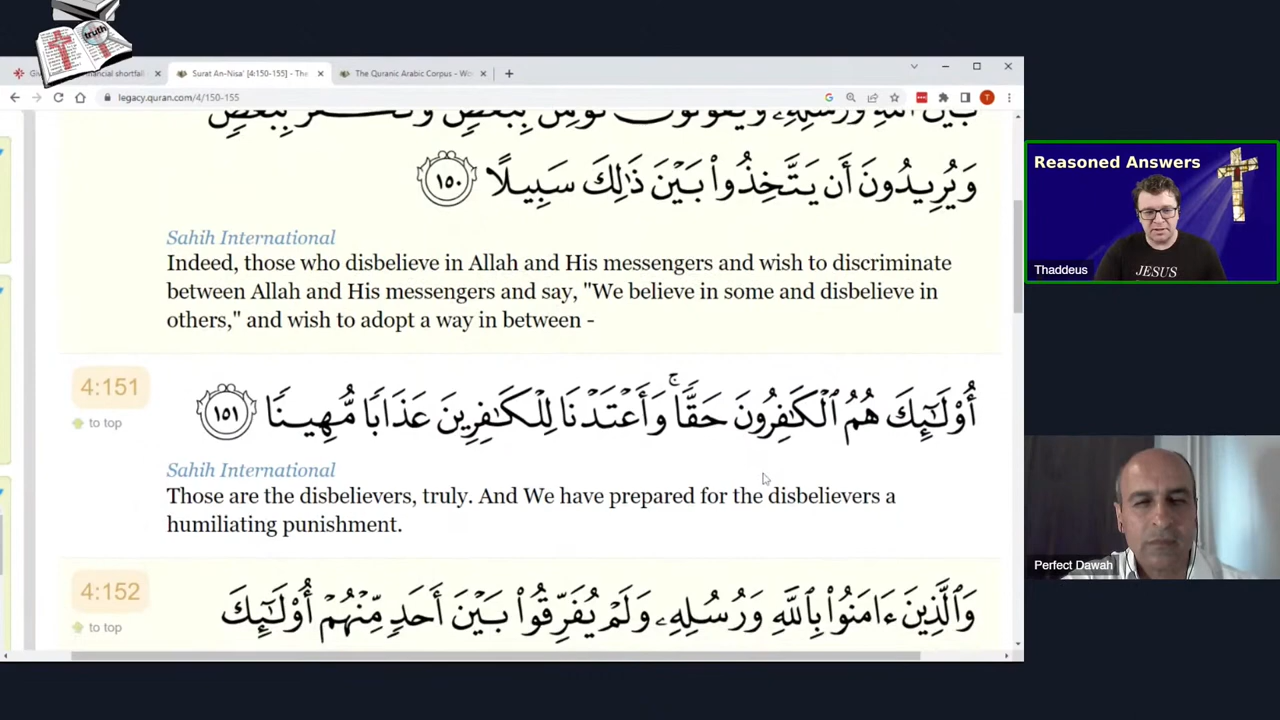 truth
Surat An-Nisa' [4:150-155] - The
The Quranic Arabic Corpus - Wo
legacy.quran.com/4/150-155
بَيْنَ ٱللَّهِ وَرُسُلِهِۦ وَيَقُولُونَ نُؤْمِنُ بِبَعْضٍ وَنَكْفُرُ بِبَعْضٍ
وَيُرِيدُونَ أَن يَتَّخِذُوا۟ بَيْنَ ذَٰلِكَ سَبِيلًا ١٥٠
Sahih International
Indeed, those who disbelieve in Allah and His messengers and wish to discriminate
between Allah and His messengers and say, "We believe in some and disbelieve in
others," and wish to adopt a way in between -
4:151
to top
أُو۟لَـٰٓئِكَ هُمُ ٱلْكَـٰفِرُونَ حَقًّا ۚ وَأَعْتَدْنَا لِلْكَـٰفِرِينَ عَذَابًا مُّهِينًا ١٥١
Sahih International
Those are the disbelievers, truly. And We have prepared for the disbelievers a
humiliating punishment.
4:152
to top
وَٱلَّذِينَ ءَامَنُوا۟ بِٱللَّهِ وَرُسُلِهِۦ وَلَمْ يُفَرِّقُوا۟ بَيْنَ أَحَدٍ مِّنْهُمْ أُو۟لَـٰٓئِكَ
Reasoned Answers
JESUS
Thaddeus
Perfect Dawah